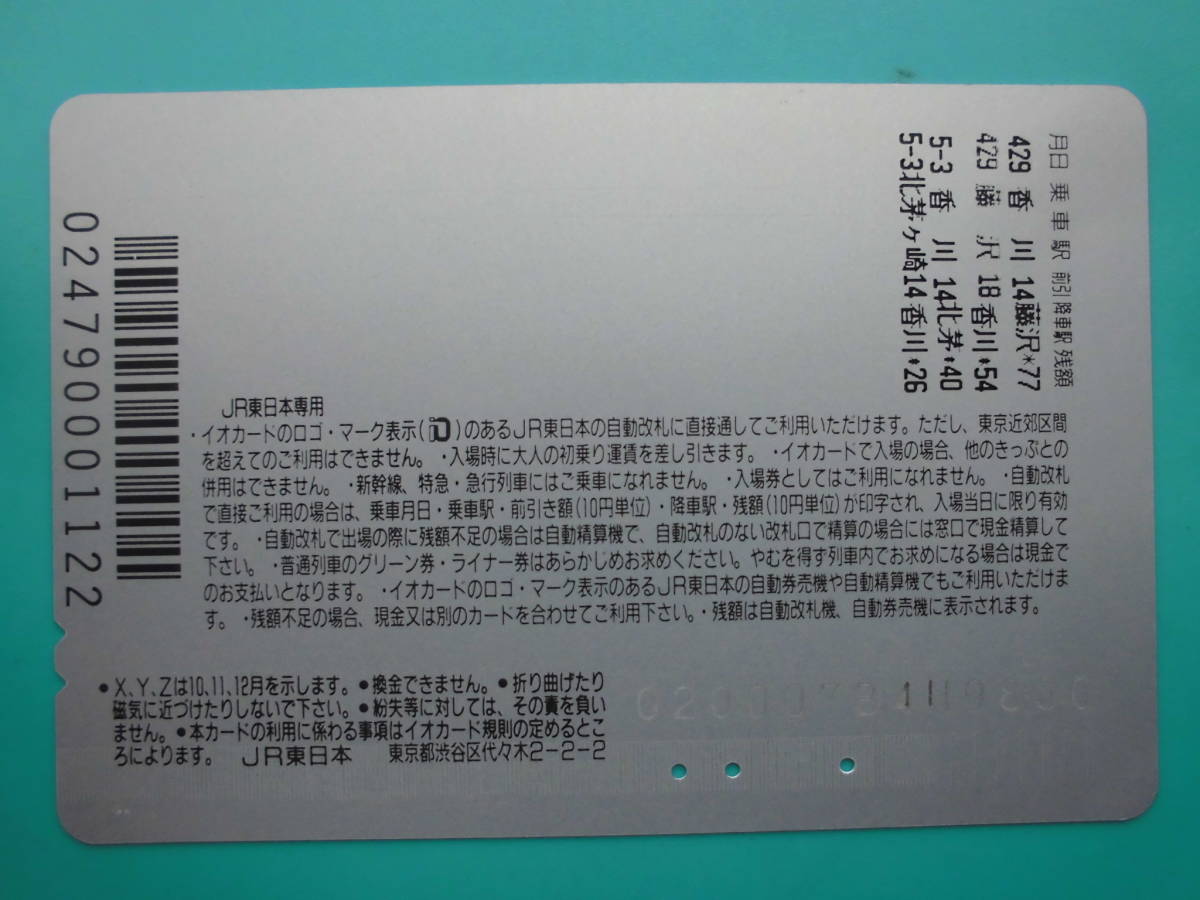 月日 乗車駅 前引 降車駅 残額
429 香川 14藤沢*77
429 藤沢 18香川*54
5-3 香川 14北茅*40
5-3北茅ヶ崎14香川*26
0247900001122
JR東日本専用
・イオカードのロゴ・マーク表示( )のあるJR東日本の自動改札に直接通してご利用いただけます。ただし、東京近郊区間
を超えてのご利用はできません。・入場時に大人の初乗り運賃を差し引きます。・イオカードで入場の場合、他のきっぷとの
併用はできません。・新幹線、特急・急行列車にはご乗車になれません。・入場券としてはご利用になれません。・自動改札
で直接ご利用の場合は、乗車月日・乗車駅・前引き額(10円単位)・降車駅・残額(10円単位)が印字され、入場当日に限り有効
です。・自動改札で出場の際に残額不足の場合は自動精算機で、自動改札のない改札口で精算の場合には窓口で現金精算して
下さい。・普通列車のグリーン券・ライナー券はあらかじめお求めください。やむを得ず列車内でお求めになる場合は現金で
のお支払いとなります。・イオカードのロゴ・マーク表示のあるJR東日本の自動券売機や自動精算機でもご利用いただけま
す。・残額不足の場合、現金又は別のカードを合わせてご利用下さい。・残額は自動改札機、自動券売機に表示されます。
●X、Y、Zは10、11、12月を示します。●換金できません。●折り曲げたり
磁気に近づけたりしないで下さい。●紛失等に対しては、その責を負い
ません。●本カードの利用に係わる事項はイオカード規則の定めるとこ
ろによります。 JR東日本 東京都渋谷区代々木2-2-2